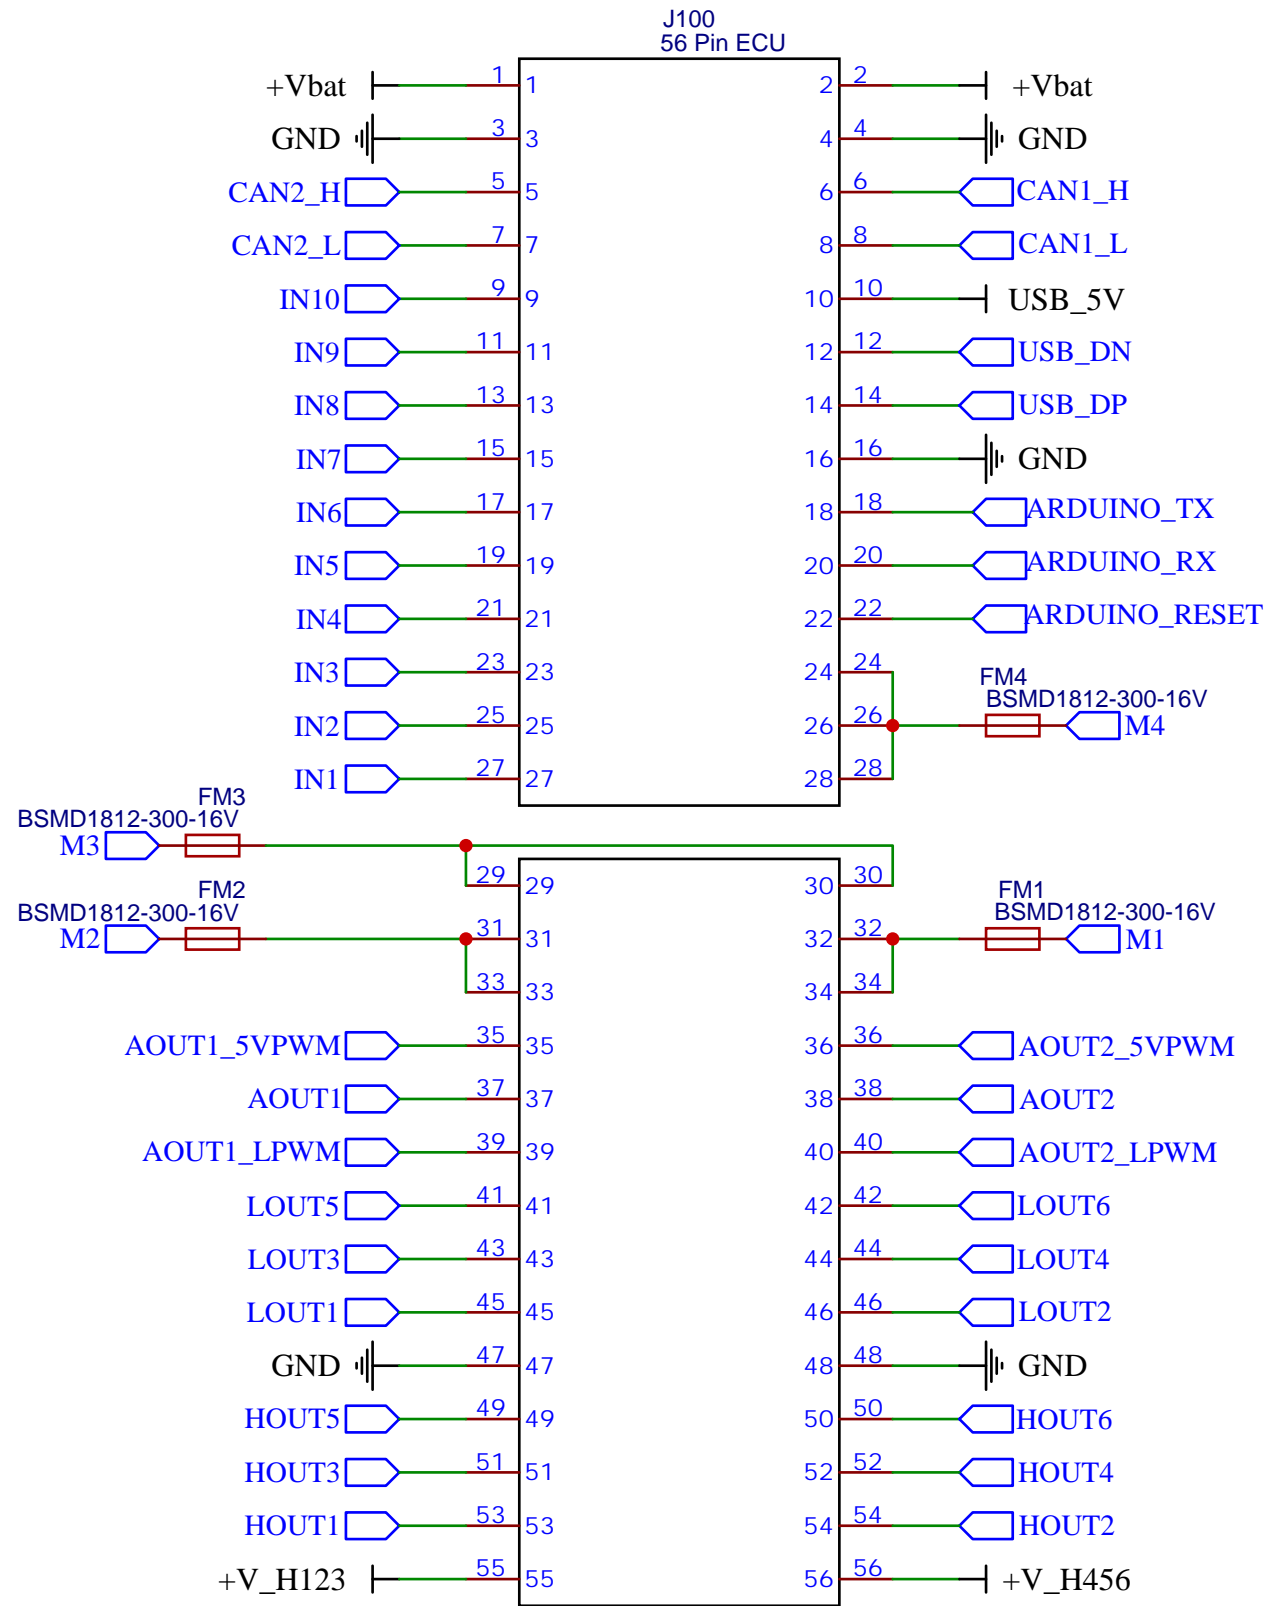 J100
56 Pin ECU
+Vbat 1 1 2 2 +Vbat
GND 3 3 4 4 GND
CAN2_H 5 5 6 6 CAN1_H
CAN2_L 7 7 8 8 CAN1_L
IN10 9 9 10 10 USB_5V
IN9 11 11 12 12 USB_DN
IN8 13 13 14 14 USB_DP
IN7 15 15 16 16 GND
IN6 17 17 18 18 ARDUINO_TX
IN5 19 19 20 20 ARDUINO_RX
IN4 21 21 22 22 ARDUINO_RESET
IN3 23 23 24 24
FM4
BSMD1812-300-16V
IN2 25 25 26 26 M4
IN1 27 27 28 28
FM3
BSMD1812-300-16V
M3
29 29 30 30
FM2
BSMD1812-300-16V
FM1
BSMD1812-300-16V
M2 31 31 32 32 M1
33 33 34 34
AOUT1_5VPWM 35 35 36 36 AOUT2_5VPWM
AOUT1 37 37 38 38 AOUT2
AOUT1_LPWM 39 39 40 40 AOUT2_LPWM
LOUT5 41 41 42 42 LOUT6
LOUT3 43 43 44 44 LOUT4
LOUT1 45 45 46 46 LOUT2
GND 47 47 48 48 GND
HOUT5 49 49 50 50 HOUT6
HOUT3 51 51 52 52 HOUT4
HOUT1 53 53 54 54 HOUT2
+V_H123 55 55 56 56 +V_H456